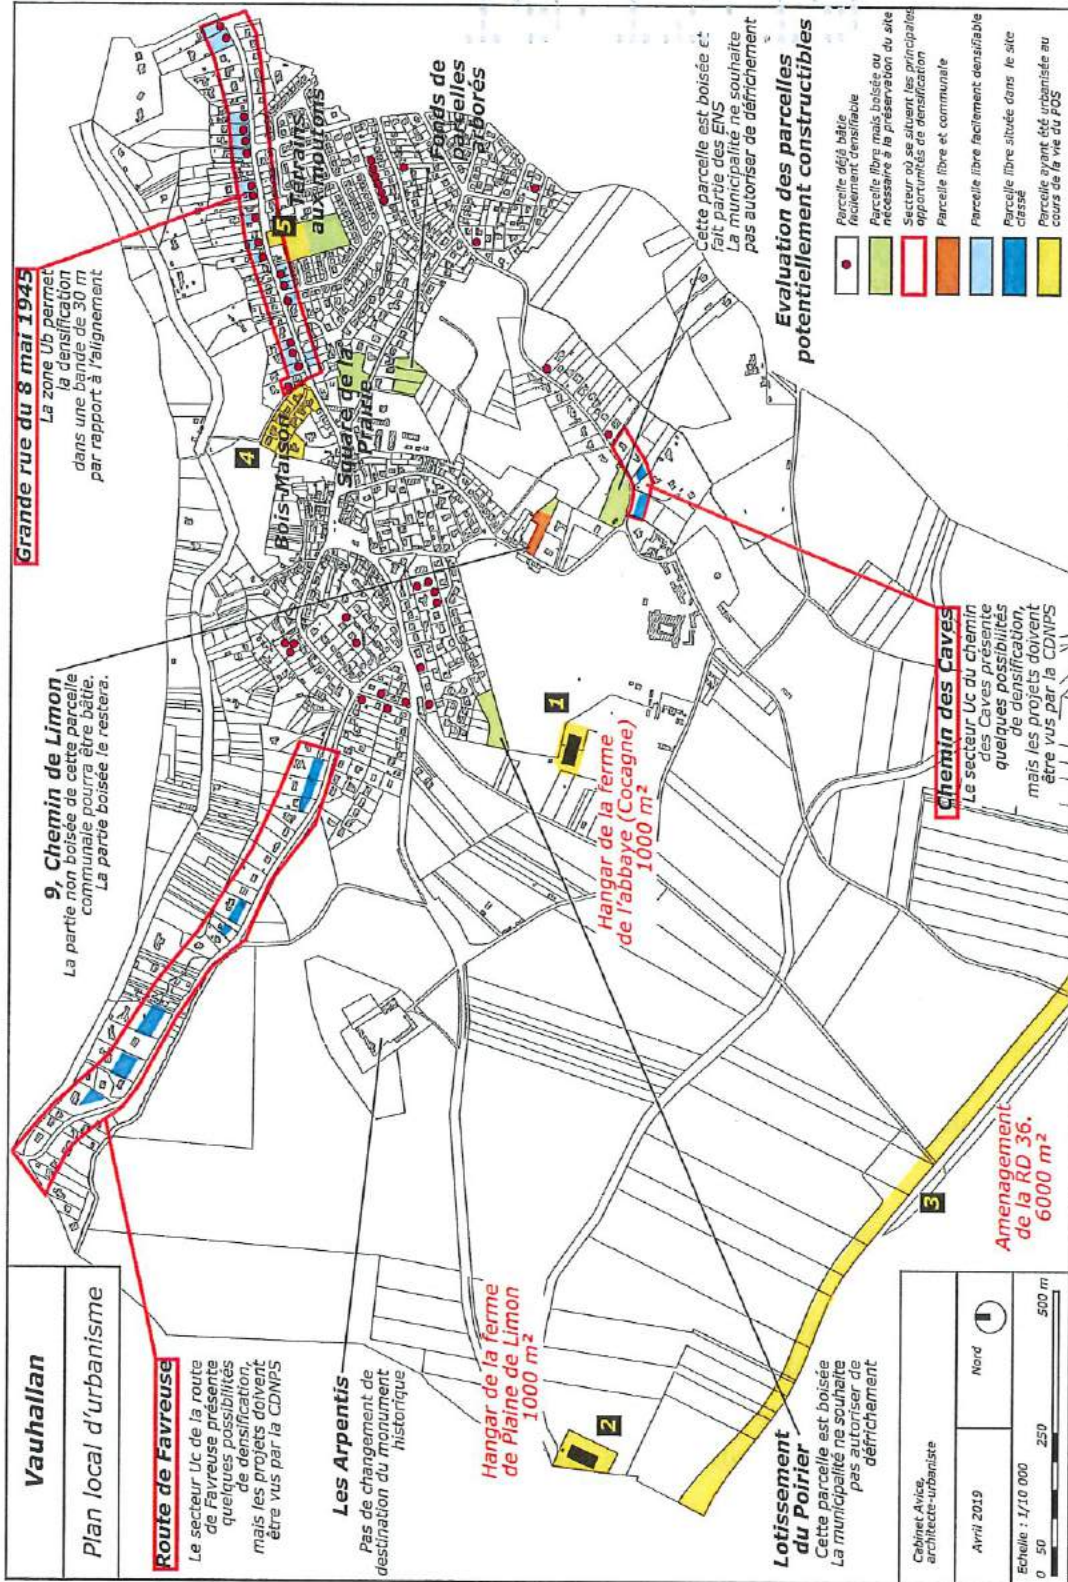 Vauhallan
Plan local d'urbanisme
Route de Favreuse
Le secteur Uc de la route
de Favreuse présente
quelques possibilités
de densification,
mais les projets doivent
être vus par la CDNPS
9, Chemin de Limon
La partie non boisée de cette parcelle
communale pourra être bâtie.
La partie boisée le restera.
Grande rue du 8 mai 1945
La zone Ub permet
la densification
dans une bande de 30 m
par rapport à l'alignement
4
Bois-Maison
5
Terrains
aux moutons
Square de la
Prairie
Fonds de
parcelles
arborés
Les Arpentis
Pas de changement de
destination du monument
historique
Hangar de la ferme
de Plaine de Limon
1000 m²
2
Hangar de la ferme
de l'abbaye (Cocagne)
1000 m²
1
Cette parcelle est boisée et
fait partie des ENS
La municipalité ne souhaite
pas autoriser de défrichement
Lotissement
du Poirier
Cette parcelle est boisée
La municipalité ne souhaite
pas autoriser de
défrichement
3
Amenagement
de la RD 36.
6000 m²
Chemin des Caves
Le secteur Uc du chemin
des Caves présente
quelques possibilités
de densification,
mais les projets doivent
être vus par la CDNPS
Evaluation des parcelles
potentiellement constructibles
Parcelle déjà bâtie
facilement densifiable
Parcelle libre mais boisée ou
nécessaire à la préservation du site
Secteur où se situent les principales
opportunités de densification
Parcelle libre et communale
Parcelle libre facilement densifiable
Parcelle libre située dans le site
classé
Parcelle ayant été urbanisée au
cours de la vie du POS
Cabinet Avice,
architecte-urbaniste
Avril 2019
Nord
Echelle : 1/10 000
0 50 250 500 m